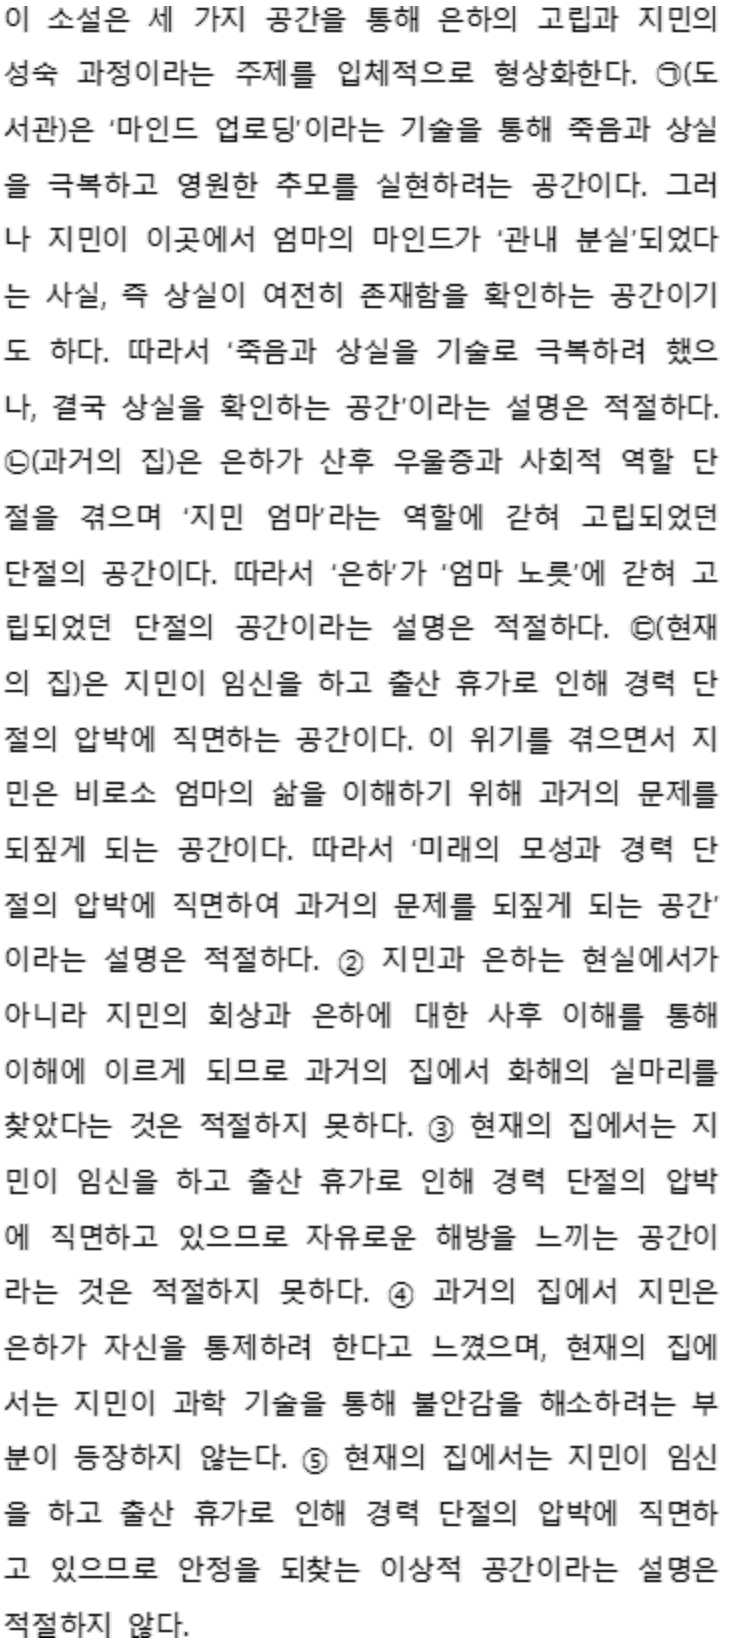 이 소설은 세 가지 공간을 통해 은하의 고립과 지민의
성숙 과정이라는 주제를 입체적으로 형상화한다. ㉠(도
서관)은 ‘마인드 업로딩’이라는 기술을 통해 죽음과 상실
을 극복하고 영원한 추모를 실현하려는 공간이다. 그러
나 지민이 이곳에서 엄마의 마인드가 ‘관내 분실’되었다
는 사실, 즉 상실이 여전히 존재함을 확인하는 공간이기
도 하다. 따라서 ‘죽음과 상실을 기술로 극복하려 했으
나, 결국 상실을 확인하는 공간’이라는 설명은 적절하다.
㉡(과거의 집)은 은하가 산후 우울증과 사회적 역할 단
절을 겪으며 ‘지민 엄마’라는 역할에 갇혀 고립되었던
단절의 공간이다. 따라서 ‘은하’가 ‘엄마 노릇’에 갇혀 고
립되었던 단절의 공간이라는 설명은 적절하다. ㉢(현재
의 집)은 지민이 임신을 하고 출산 휴가로 인해 경력 단
절의 압박에 직면하는 공간이다. 이 위기를 겪으면서 지
민은 비로소 엄마의 삶을 이해하기 위해 과거의 문제를
되짚게 되는 공간이다. 따라서 ‘미래의 모성과 경력 단
절의 압박에 직면하여 과거의 문제를 되짚게 되는 공간’
이라는 설명은 적절하다. ② 지민과 은하는 현실에서가
아니라 지민의 회상과 은하에 대한 사후 이해를 통해
이해에 이르게 되므로 과거의 집에서 화해의 실마리를
찾았다는 것은 적절하지 못하다. ③ 현재의 집에서는 지
민이 임신을 하고 출산 휴가로 인해 경력 단절의 압박
에 직면하고 있으므로 자유로운 해방을 느끼는 공간이
라는 것은 적절하지 못하다. ④ 과거의 집에서 지민은
은하가 자신을 통제하려 한다고 느꼈으며, 현재의 집에
서는 지민이 과학 기술을 통해 불안감을 해소하려는 부
분이 등장하지 않는다. ⑤ 현재의 집에서는 지민이 임신
을 하고 출산 휴가로 인해 경력 단절의 압박에 직면하
고 있으므로 안정을 되찾는 이상적 공간이라는 설명은
적절하지 않다.